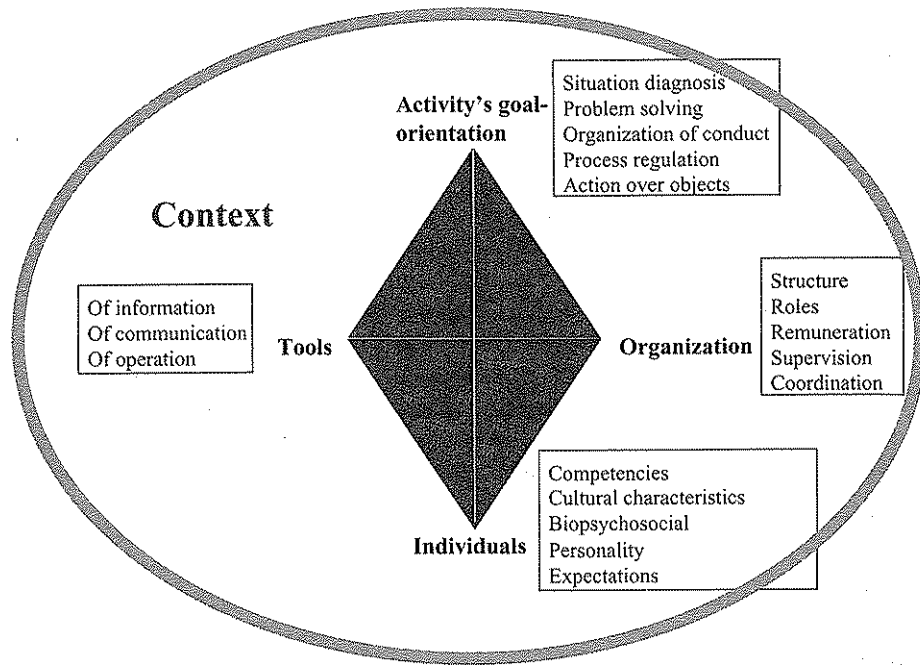 Situation diagnosis
Problem solving
Organization of conduct
Process regulation
Action over objects
Activity's goal-
orientation
Context
Of information
Of communication
Of operation
Tools
Organization
Structure
Roles
Remuneration
Supervision
Coordination
Individuals
Competencies
Cultural characteristics
Biopsychosocial
Personality
Expectations